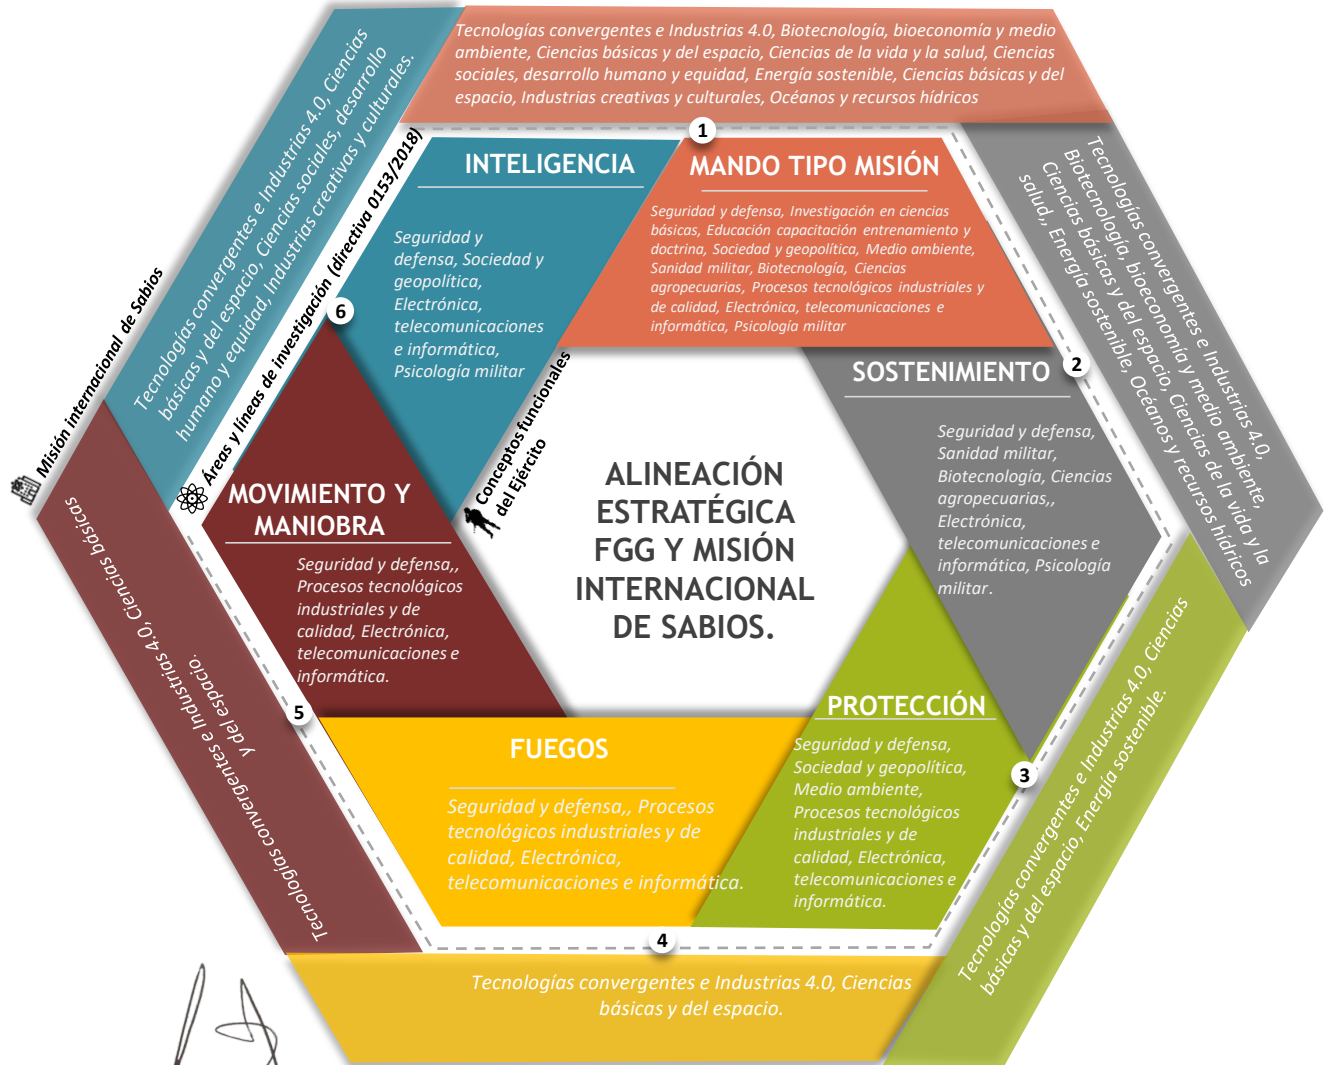 Tecnologías convergentes e Industrias 4.0, Biotecnología, bioeconomía y medio
ambiente, Ciencias básicas y del espacio, Ciencias de la vida y la salud, Ciencias
sociales, desarrollo humano y equidad, Energía sostenible, Ciencias básicas y del
espacio, Industrias creativas y culturales, Océanos y recursos hídricos
1
MANDO TIPO MISIÓN
Seguridad y defensa, Investigación en ciencias
básicas, Educación capacitación entrenamiento y
doctrina, Sociedad y geopolítica, Medio ambiente,
Sanidad militar, Biotecnología, Ciencias
agropecuarias, Procesos tecnológicos industriales y
de calidad, Electrónica, telecomunicaciones e
informática, Psicología militar
Tecnologías convergentes e Industrias 4.0,
Biotecnología, bioeconomía y medio ambiente,
Ciencias básicas y del espacio, Ciencias de la vida y la
salud, Energía sostenible, Océanos y recursos hídricos
2
SOSTENIMIENTO
Seguridad y defensa,
Sanidad militar,
Biotecnología, Ciencias
agropecuarias,,
Electrónica,
telecomunicaciones e
informática, Psicología
militar.
Tecnologías convergentes e Industrias 4.0, Ciencias
básicas y del espacio, Energía sostenible.
3
PROTECCIÓN
Seguridad y defensa,
Sociedad y geopolítica,
Medio ambiente,
Procesos tecnológicos
industriales y de
calidad, Electrónica,
telecomunicaciones e
informática.
4
FUEGOS
Seguridad y defensa,, Procesos
tecnológicos industriales y de
calidad, Electrónica,
telecomunicaciones e informática.
Tecnologías convergentes e Industrias 4.0, Ciencias
básicas y del espacio.
5
MOVIMIENTO Y
MANIOBRA
Seguridad y defensa,,
Procesos tecnológicos
industriales y de
calidad, Electrónica,
telecomunicaciones e
informática.
Tecnologías convergentes e Industrias 4.0, Ciencias básicas
y del espacio.
6
INTELIGENCIA
Seguridad y
defensa, Sociedad y
geopolítica,
Electrónica,
telecomunicaciones
e informática,
Psicología militar
Tecnologías convergentes e Industrias 4.0, Ciencias
básicas y del espacio, Ciencias sociales, desarrollo
humano y equidad, Industrias creativas y culturales.
Misión internacional de Sabios
Áreas y líneas de investigación (directiva 0153/2018)
Conceptos funcionales
del Ejército
ALINEACIÓN
ESTRATÉGICA
FGG Y MISIÓN
INTERNACIONAL
DE SABIOS.